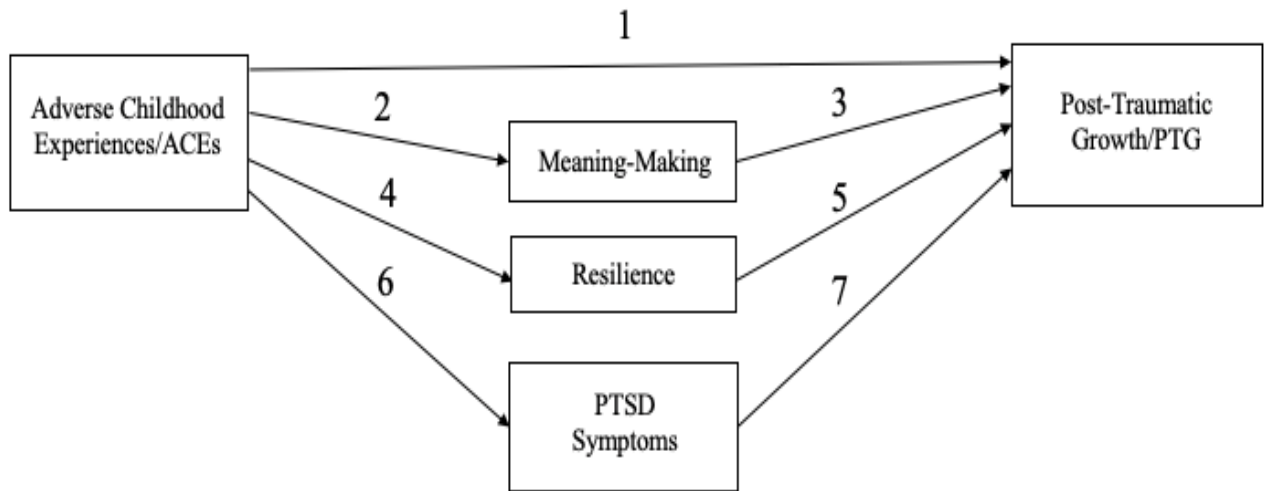 1
Adverse Childhood
Experiences/ACEs
Post-Traumatic
Growth/PTG
2
3
Meaning-Making
4
5
Resilience
6
7
PTSD
Symptoms